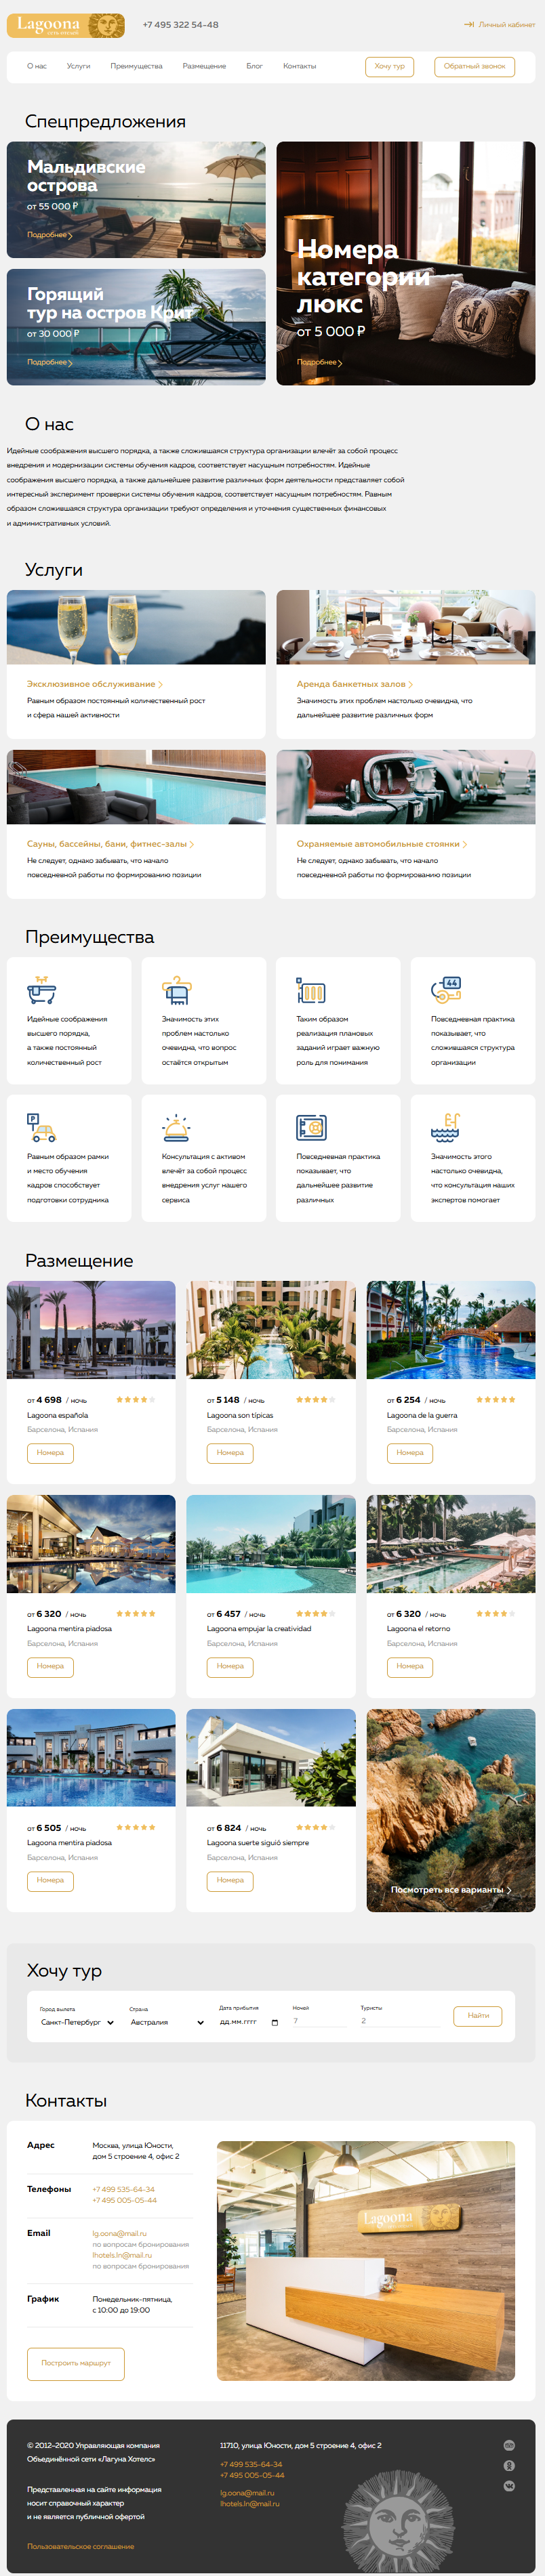 Lagoona
сеть отелей
+7 495 322 54-48
Личный кабинет
О нас
Услуги
Преимущества
Размещение
Блог
Контакты
Хочу тур
Обратный звонок
Спецпредложения
Мальдивские
острова
от 55 000 ₽
Подробнее
Горящий
тур на остров Крит
от 30 000 ₽
Подробнее
Номера
категории
люкс
от 5 000 ₽
Подробнее
О нас
Идейные соображения высшего порядка, а также сложившаяся структура организации влечёт за собой процесс
внедрения и модернизации системы обучения кадров, соответствует насущным потребностям. Идейные
соображения высшего порядка, а также дальнейшее развитие различных форм деятельности представляет собой
интересный эксперимент проверки системы обучения кадров, соответствует насущным потребностям. Равным
образом сложившаяся структура организации требуют определения и уточнения существенных финансовых
и административных условий.
Услуги
Эксклюзивное обслуживание
Равным образом постоянный количественный рост
и сфера нашей активности
Аренда банкетных залов
Значимость этих проблем настолько очевидна, что
дальнейшее развитие различных форм
Сауны, бассейны, бани, фитнес-залы
Не следует, однако забывать, что начало
повседневной работы по формированию позиции
Охраняемые автомобильные стоянки
Не следует, однако забывать, что начало
повседневной работы по формированию позиции
Преимущества
Идейные соображения
высшего порядка,
а также постоянный
количественный рост
Значимость этих
проблем настолько
очевидна, что вопрос
остаётся открытым
Таким образом
реализация плановых
заданий играет важную
роль для понимания
44
Повседневная практика
показывает, что
сложившаяся структура
организации
P
Равным образом рамки
и место обучения
кадров способствует
подготовки сотрудника
Консультация с активом
влечёт за собой процесс
внедрения услуг нашего
сервиса
Повседневная практика
показывает, что
дальнейшее развитие
различных
Значимость этого
настолько очевидна,
что консультация наших
экспертов помогает
Размещение
от 4 698 / ночь
Lagoona española
Барселона, Испания
Номера
от 5 148 / ночь
Lagoona son típicas
Барселона, Испания
Номера
от 6 254 / ночь
Lagoona de la guerra
Барселона, Испания
Номера
от 6 320 / ночь
Lagoona mentira piadosa
Барселона, Испания
Номера
от 6 457 / ночь
Lagoona empujar la creatividad
Барселона, Испания
Номера
от 6 320 / ночь
Lagoona el retorno
Барселона, Испания
Номера
от 6 505 / ночь
Lagoona mentira piadosa
Барселона, Испания
Номера
от 6 824 / ночь
Lagoona suerte siguió siempre
Барселона, Испания
Номера
Посмотреть все варианты
Хочу тур
Город вылета
Санкт-Петербург
Страна
Австралия
Дата прибытия
дд.мм.гггг
Ночей
7
Туристы
2
Найти
Контакты
Адрес
Москва, улица Юности,
дом 5 строение 4, офис 2
Телефоны
+7 499 535-64-34
+7 495 005-05-44
Email
lg.oona@mail.ru
по вопросам бронирования
lhotels.ln@mail.ru
по вопросам бронирования
График
Понедельник-пятница,
с 10:00 до 19:00
Построить маршрут
Lagoona
© 2012–2020 Управляющая компания
Объединённой сети «Лагуна Хотелс»
Представленная на сайте информация
носит справочный характер
и не является публичной офертой
Пользовательское соглашение
11710, улица Юности, дом 5 строение 4, офис 2
+7 499 535-64-34
+7 495 005-05-44
lg.oona@mail.ru
lhotels.ln@mail.ru